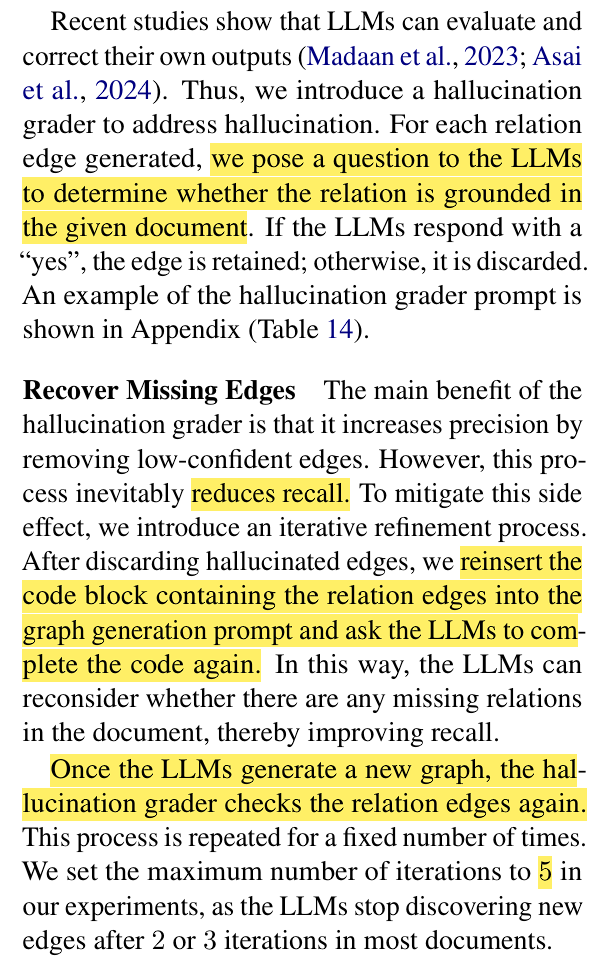 Recent studies show that LLMs can evaluate and
correct their own outputs (Madaan et al., 2023; Asai
et al., 2024). Thus, we introduce a hallucination
grader to address hallucination. For each relation
edge generated, we pose a question to the LLMs
to determine whether the relation is grounded in
the given document. If the LLMs respond with a
“yes”, the edge is retained; otherwise, it is discarded.
An example of the hallucination grader prompt is
shown in Appendix (Table 14).
Recover Missing Edges The main benefit of the
hallucination grader is that it increases precision by
removing low-confident edges. However, this pro-
cess inevitably reduces recall. To mitigate this side
effect, we introduce an iterative refinement process.
After discarding hallucinated edges, we reinsert the
code block containing the relation edges into the
graph generation prompt and ask the LLMs to com-
plete the code again. In this way, the LLMs can
reconsider whether there are any missing relations
in the document, thereby improving recall.
Once the LLMs generate a new graph, the hal-
lucination grader checks the relation edges again.
This process is repeated for a fixed number of times.
We set the maximum number of iterations to 5 in
our experiments, as the LLMs stop discovering new
edges after 2 or 3 iterations in most documents.